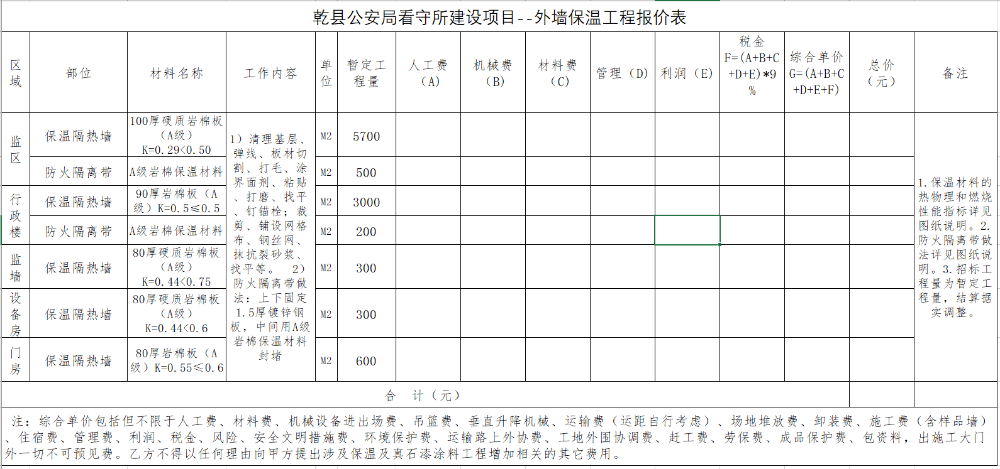 乾县公安局看守所建设项目--外墙保温工程报价表
区域 部位 材料名称 工作内容 单位 暂定工程量 人工费（A) 机械费（B) 材料费（C) 管理（D) 利润（E) 税金F=(A+B+C+D+E)*9% 综合单价G=(A+B+C+D+E+F) 总价（元） 备注
监区
保温隔热墙
100厚硬质岩棉板
（A级）
K=0.29<0.50
M2
5700
防火隔离带
A级岩棉保温材料
M2
500
行政楼
保温隔热墙
90厚岩棉板（A
级）K=0.5≤0.5
M2
3000
防火隔离带
A级岩棉保温材料
M2
200
监墙
保温隔热墙
80厚硬质岩棉板
（A级）
K=0.44<0.75
M2
300
设备房
保温隔热墙
80厚硬质岩棉板
（A级）
K=0.44<0.6
M2
300
门房
保温隔热墙
80厚岩棉板（A
级）K=0.55≤0.6
M2
600
1）清理基层、
弹线、板材切
割、打毛、涂
界面剂、粘贴
、打磨、找平
、钉锚栓；裁
剪、铺设网格
布、钢丝网、
抹抗裂砂浆、
找平等。 2）
防火隔离带做
法：上下固定
1.5厚镀锌钢
板，中间用A级
岩棉保温材料
封堵
1.保温材料的
热物理和燃烧
性能指标详见
图纸说明。2.
防火隔离带做
法详见图纸说
明。3.招标工
程量为暂定工
程量，结算据
实调整。
合 计（元）
注：综合单价包括但不限于人工费、材料费、机械设备进出场费、吊篮费、垂直升降机械、运输费（运距自行考虑）、场地堆放费、卸装费、施工费（含样品墙）
、住宿费、管理费、利润、税金、风险、安全文明措施费、环境保护费、运输路上外协费、工地外围协调费、赶工费、劳保费、成品保护费、包资料，出施工大门
外一切不可预见费。乙方不得以任何理由向甲方提出涉及保温及真石漆涂料工程增加相关的其它费用。